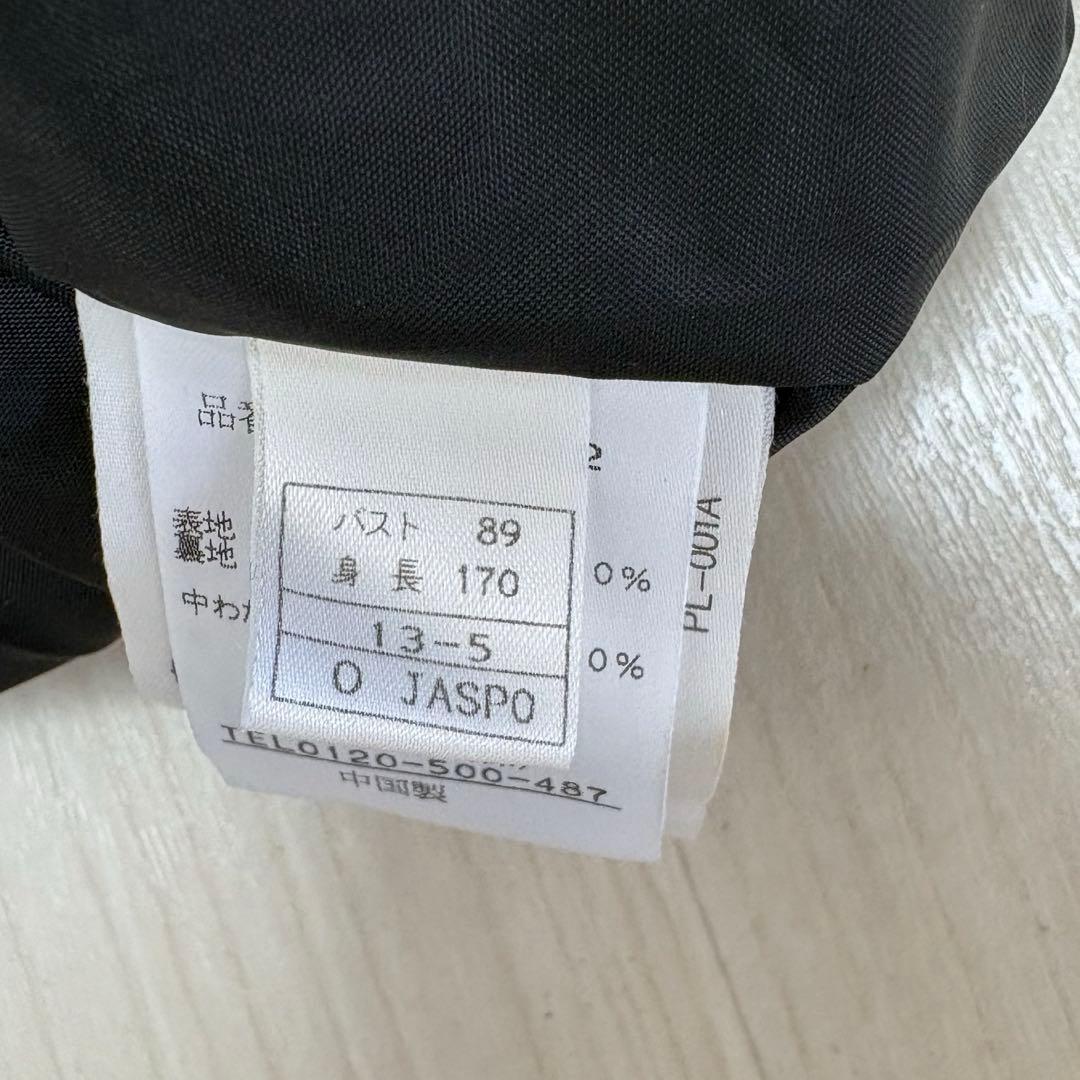 品番
2
表地
裏地
0%
中わた
0%
バスト 89
身長 170
13-5
O JASPO
TEL0120-500-487
中国製
PL-001A